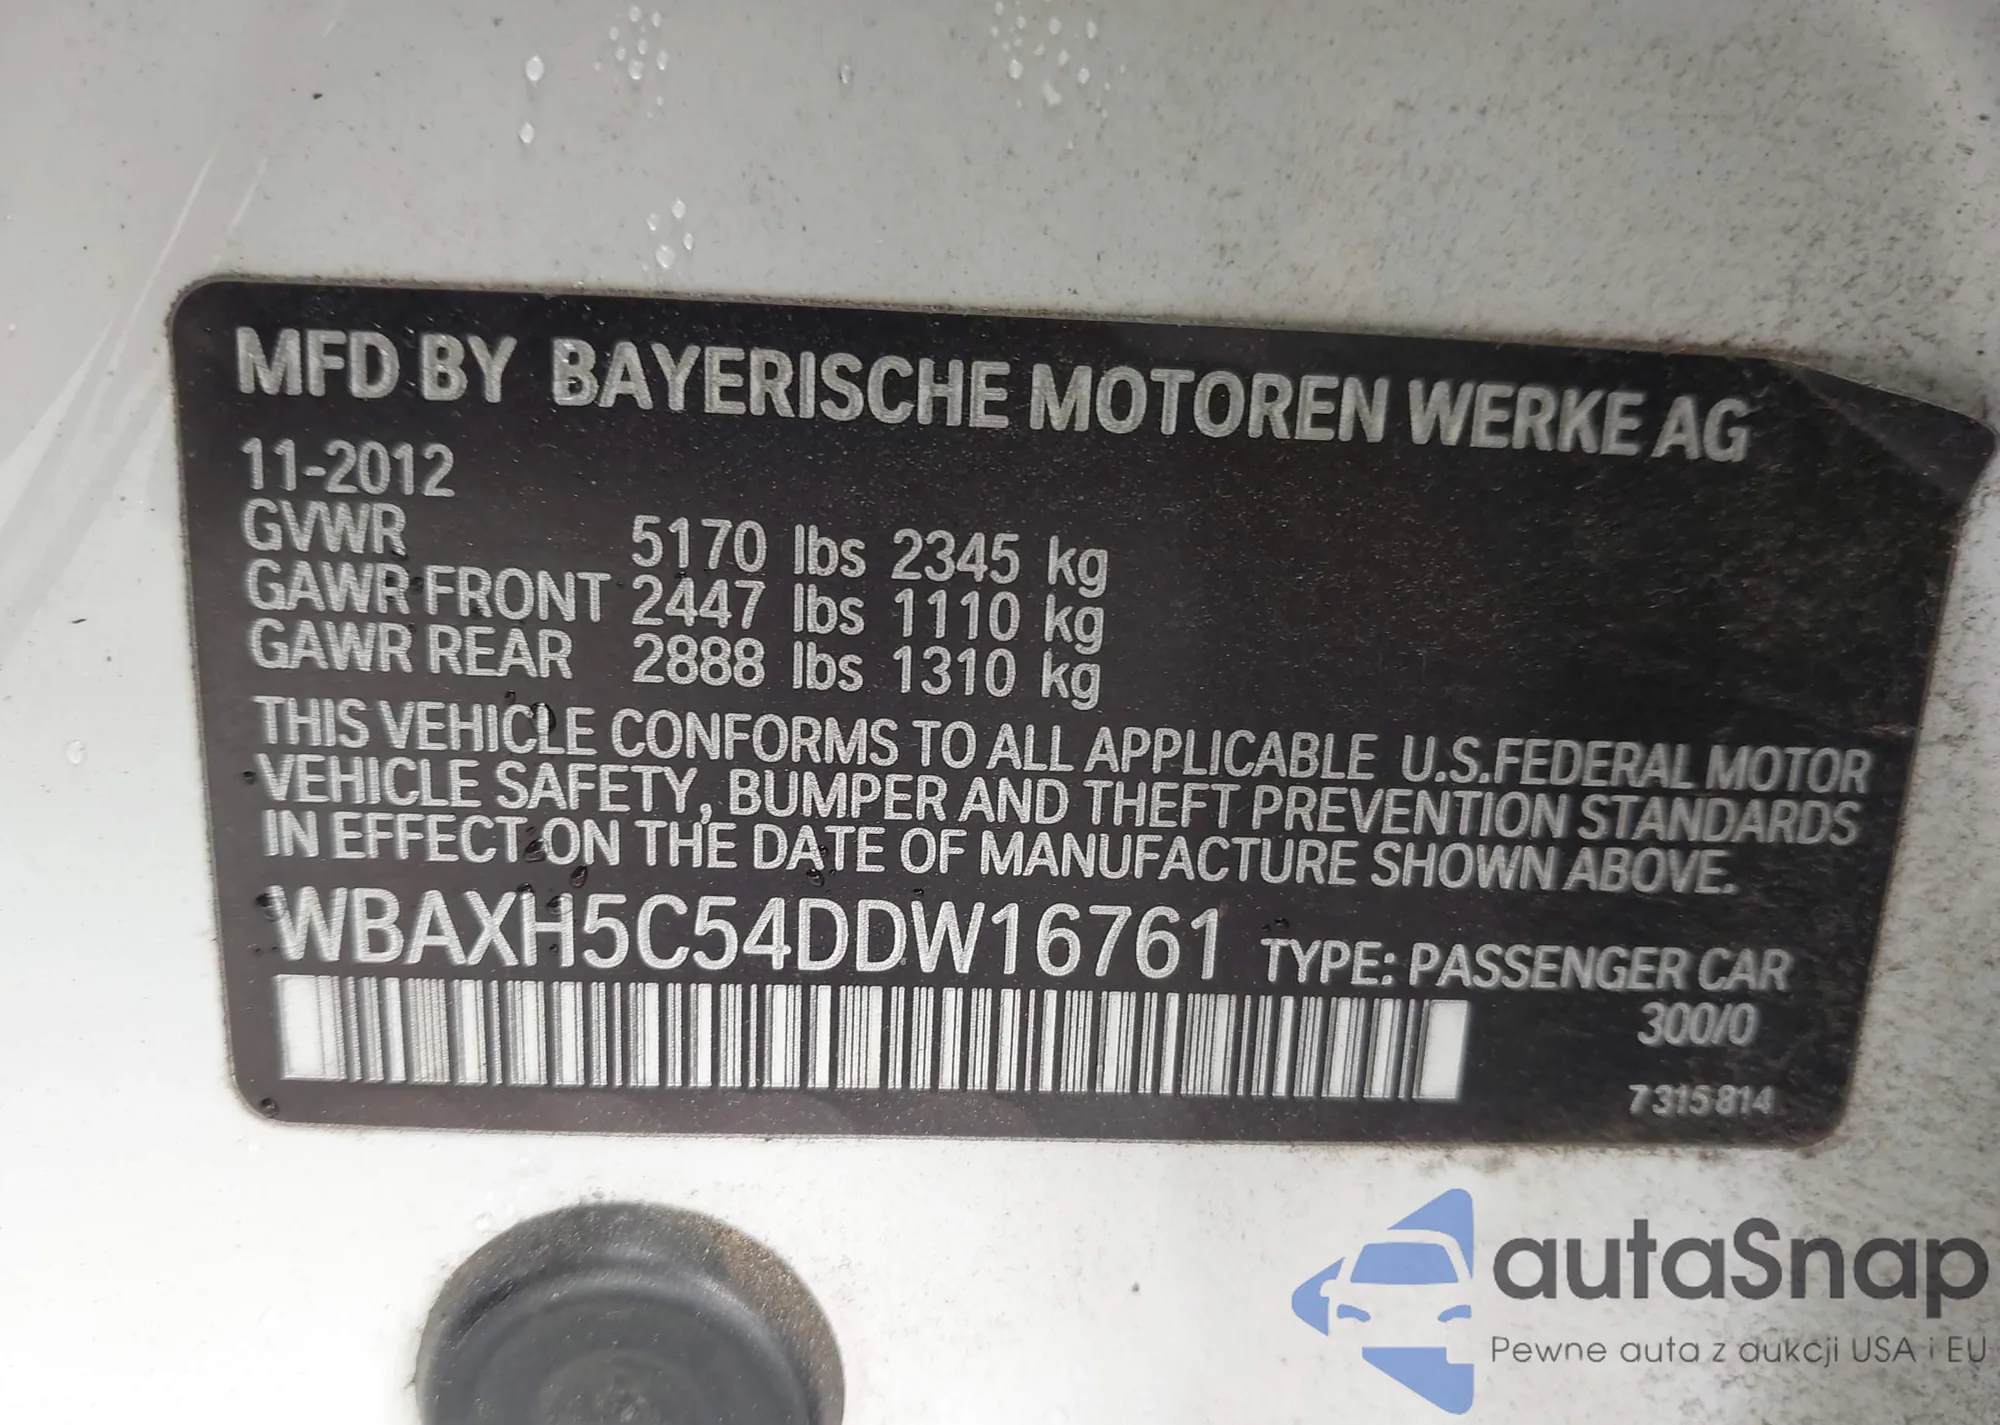 MFD BY BAYERISCHE MOTOREN WERKE AG
11-2012
GVWR 5170 lbs 2345 kg
GAWR FRONT 2447 lbs 1110 kg
GAWR REAR 2888 lbs 1310 kg
THIS VEHICLE CONFORMS TO ALL APPLICABLE U.S.FEDERAL MOTOR
VEHICLE SAFETY, BUMPER AND THEFT PREVENTION STANDARDS
IN EFFECT ON THE DATE OF MANUFACTURE SHOWN ABOVE.
WBAXH5C54DDW16761 TYPE: PASSENGER CAR
300/0
7315814
autaSnap
Pewne auta z aukcji USA i EU